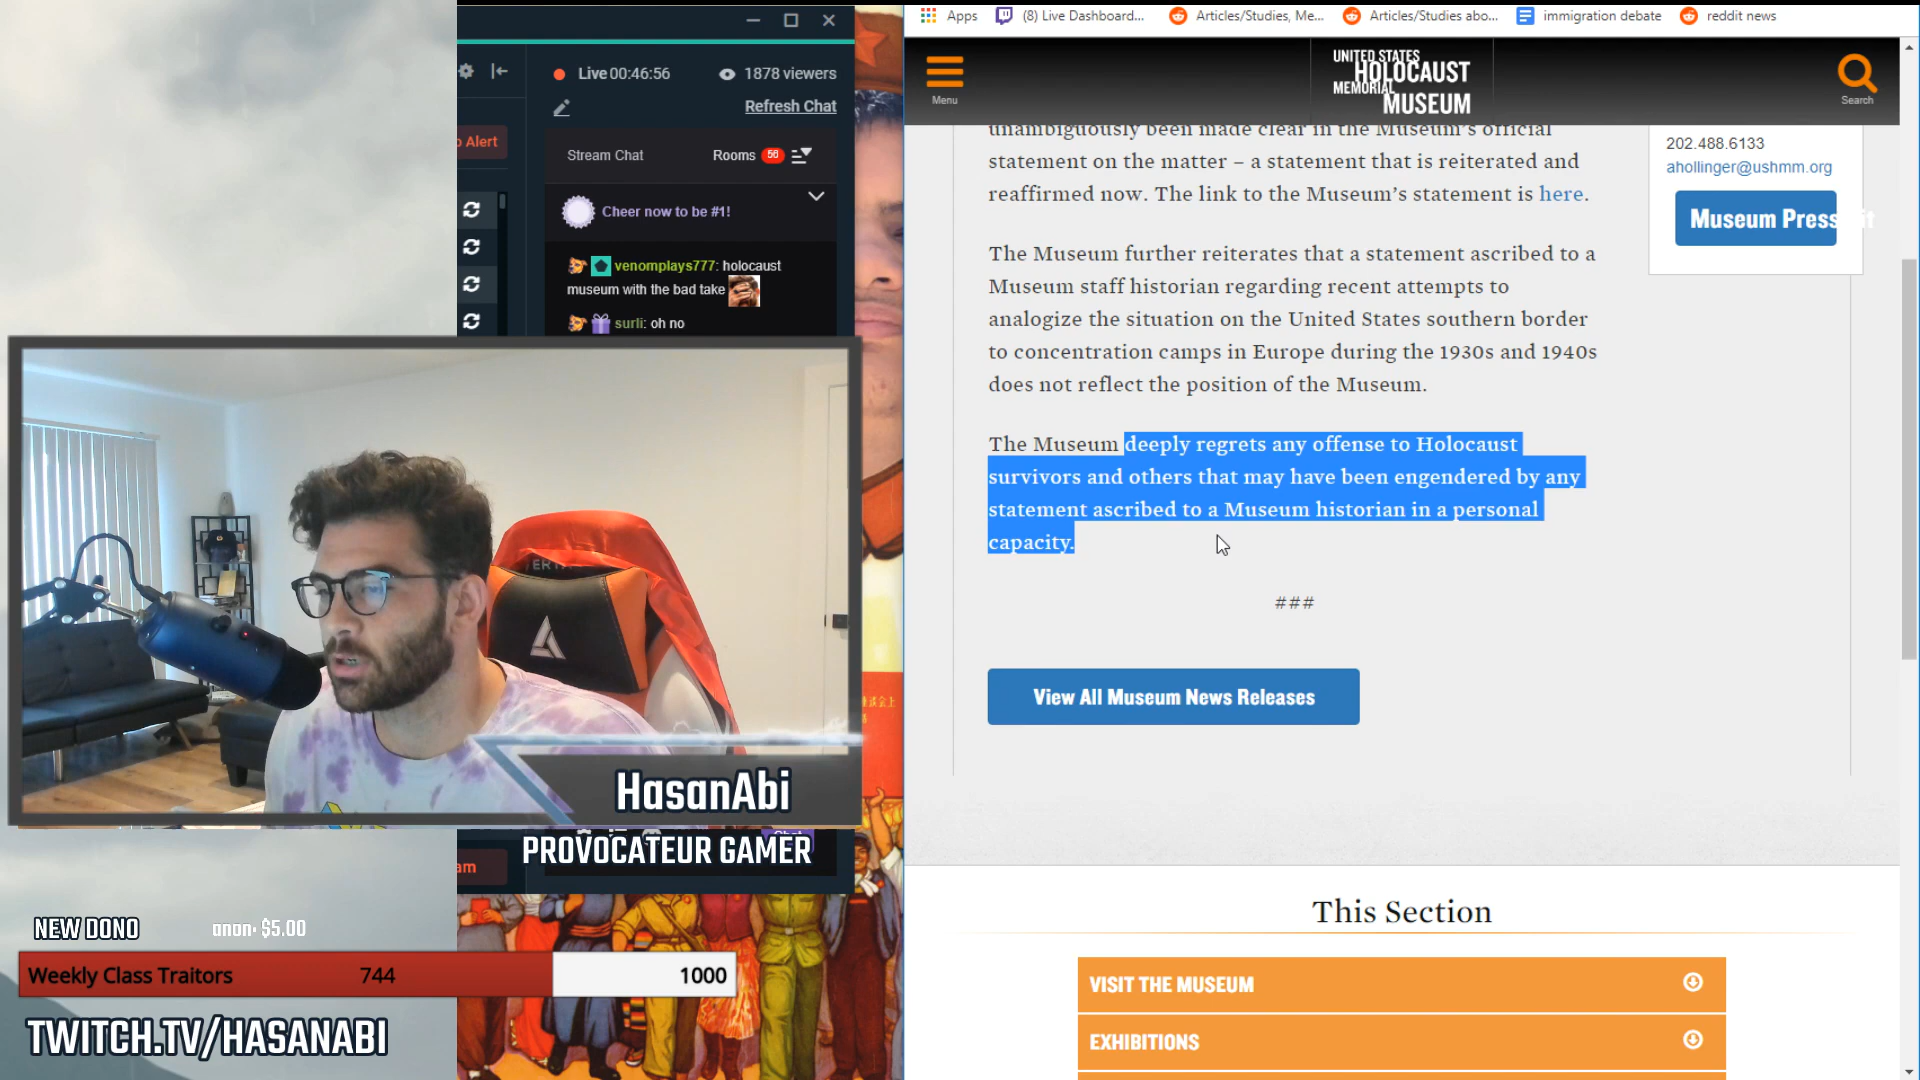 Apps
(8) Live Dashboard...
Articles/Studies, Me...
Articles/Studies abo...
immigration debate
reddit news
Live 00:46:56
1878 viewers
Refresh Chat
Alert
Stream Chat
Rooms
56
Cheer now to be #1!
venomplays777: holocaust
museum with the bad take
surli: oh no
Menu
UNITED STATES
HOLOCAUST
MEMORIAL
MUSEUM
Search
unambiguously been made clear in the Museum's official
statement on the matter – a statement that is reiterated and
reaffirmed now. The link to the Museum's statement is here.
The Museum further reiterates that a statement ascribed to a
Museum staff historian regarding recent attempts to
analogize the situation on the United States southern border
to concentration camps in Europe during the 1930s and 1940s
does not reflect the position of the Museum.
The Museum deeply regrets any offense to Holocaust
survivors and others that may have been engendered by any
statement ascribed to a Museum historian in a personal
capacity.
###
View All Museum News Releases
202.488.6133
ahollinger@ushmm.org
Museum Press
This Section
VISIT THE MUSEUM
EXHIBITIONS
HasanAbi
PROVOCATEUR GAMER
am
NEW DONO
anon• $5.00
Weekly Class Traitors
744
1000
TWITCH.TV/HASANABI